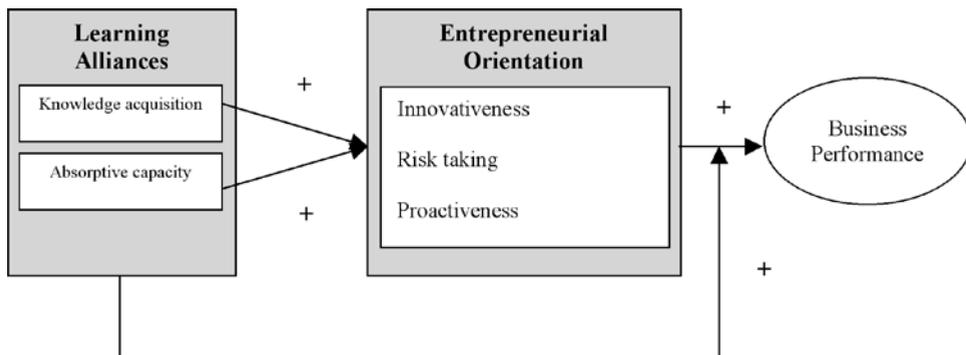 Learning
Alliances
Knowledge acquisition
Absorptive capacity
+
+
Entrepreneurial
Orientation
Innovativeness
Risk taking
Proactiveness
+
Business
Performance
+